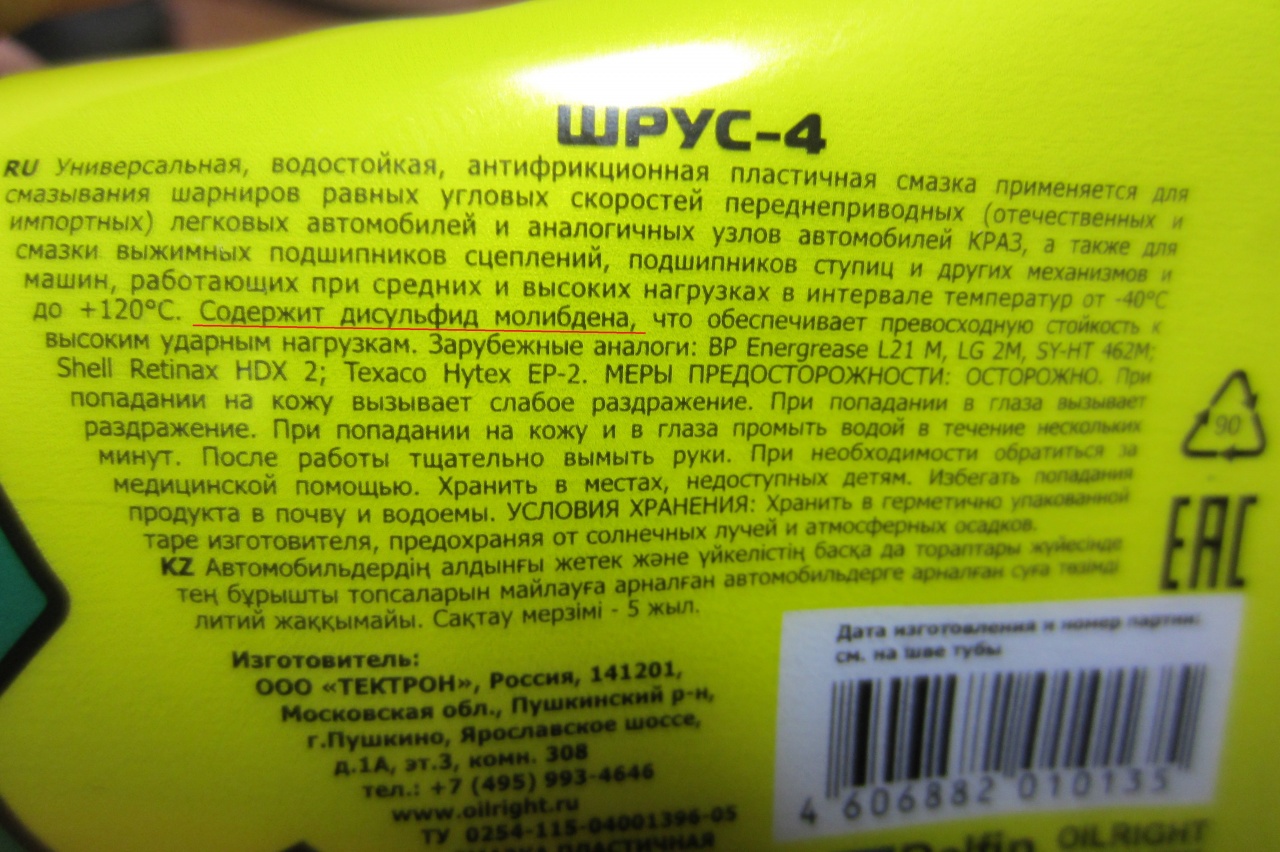 ШРУС-4
RU Универсальная, водостойкая, антифрикционная пластичная смазка применяется для
смазывания шарниров равных угловых скоростей переднеприводных (отечественных и
импортных) легковых автомобилей и аналогичных узлов автомобилей КРАЗ, а также для
смазки выжимных подшипников сцеплений, подшипников ступиц и других механизмов и
машин, работающих при средних и высоких нагрузках в интервале температур от -40°C
до +120°C. Содержит дисульфид молибдена, что обеспечивает превосходную стойкость к
высоким ударным нагрузкам. Зарубежные аналоги: BP Energrease L21 M, LG 2M, SY-HT 462M;
Shell Retinax HDX 2; Texaco Hytex EP-2. МЕРЫ ПРЕДОСТОРОЖНОСТИ: ОСТОРОЖНО. При
попадании на кожу вызывает слабое раздражение. При попадании в глаза вызывает
раздражение. При попадании на кожу и в глаза промыть водой в течение нескольких
минут. После работы тщательно вымыть руки. При необходимости обратиться за
медицинской помощью. Хранить в местах, недоступных детям. Избегать попадания
продукта в почву и водоемы. УСЛОВИЯ ХРАНЕНИЯ: Хранить в герметично упакованной
таре изготовителя, предохраняя от солнечных лучей и атмосферных осадков.
KZ Автомобильдердің алдынғы жетек және үйкелістің басқа да тораптары жүйесінде
тең бұрышты топсаларын майлауға арналған автомобильдерге арналған суға төзімді
литий жаққымайы. Сақтау мерзімі - 5 жыл.
90
EAC
Изготовитель:
ООО «ТЕКТРОН», Россия, 141201,
Московская обл., Пушкинский р-н,
г.Пушкино, Ярославское шоссе,
д.1А, эт.3, комн. 308
тел.: +7 (495) 993-4646
www.oilright.ru
ТУ 0254-115-04001396-05
СМАЗКА ПЛАСТИЧНАЯ
Дата изготовления и номер партии:
см. на шве тубы
4 606882 010135
Delfin OILRIGHT